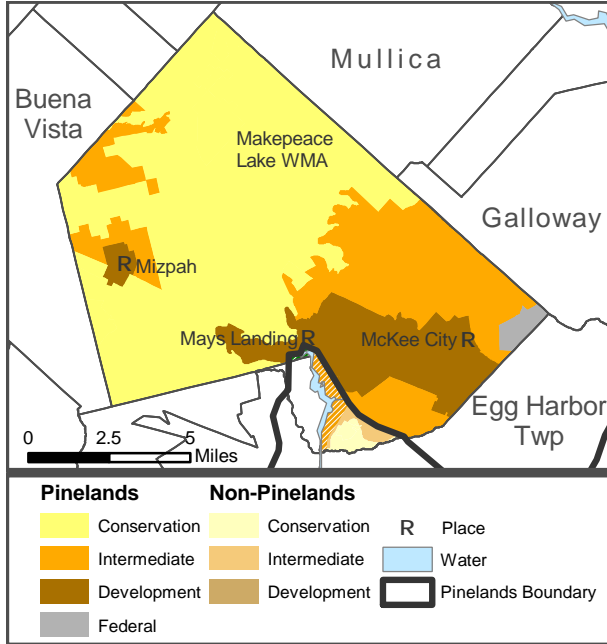 Mullica
Buena
Vista
Makepeace
Lake WMA
Galloway
R Mizpah
Mays Landing R
McKee City R
Egg Harbor
Twp
0 2.5 5
Miles
Pinelands
Non-Pinelands
Conservation
Conservation
R Place
Intermediate
Intermediate
Water
Development
Development
Pinelands Boundary
Federal